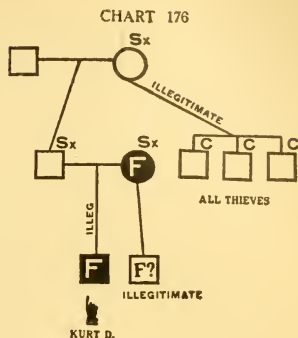 CHART 176
Sx
ILLEGITIMATE
Sx
Sx
F
C C C
ALL THIEVES
ILLEG
F
F?
ILLEGITIMATE
KURT D.